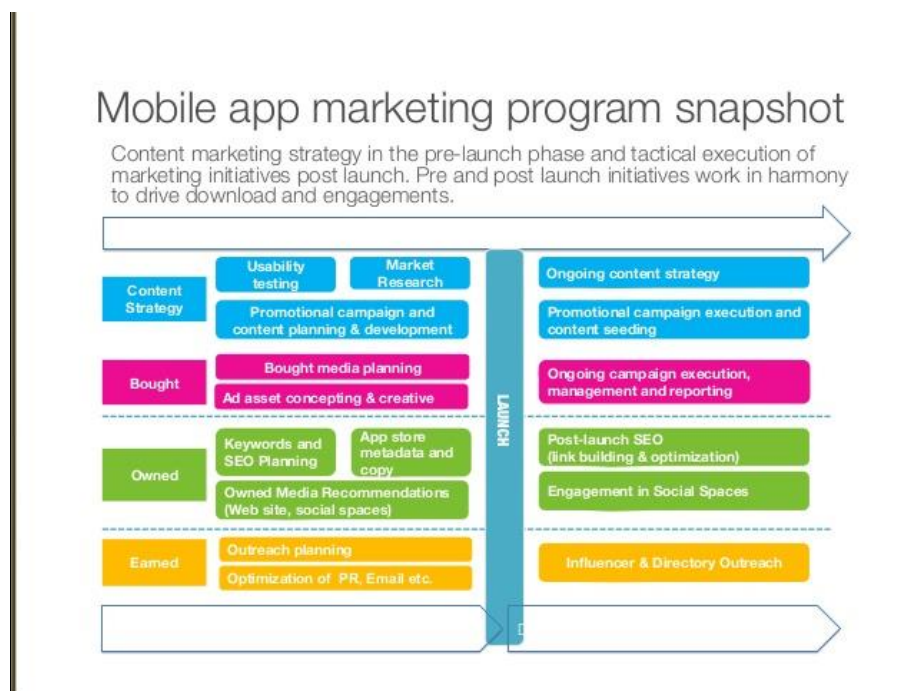 Mobile app marketing program snapshot
Content marketing strategy in the pre-launch phase and tactical execution of
marketing initiatives post launch. Pre and post launch initiatives work in harmony
to drive download and engagements.
Content
Strategy
Usability
testing
Market
Research
Promotional campaign and
content planning & development
Ongoing content strategy
Promotional campaign execution and
content seeding
Bought
Bought media planning
Ad asset concepting & creative
Ongoing campaign execution,
management and reporting
LAUNCH
Owned
Keywords and
SEO Planning
App store
metadata and
copy
Owned Media Recommendations
(Web site, social spaces)
Post-launch SEO
(link building & optimization)
Engagement in Social Spaces
Earned
Outreach planning
Optimization of PR, Email etc.
Influencer & Directory Outreach